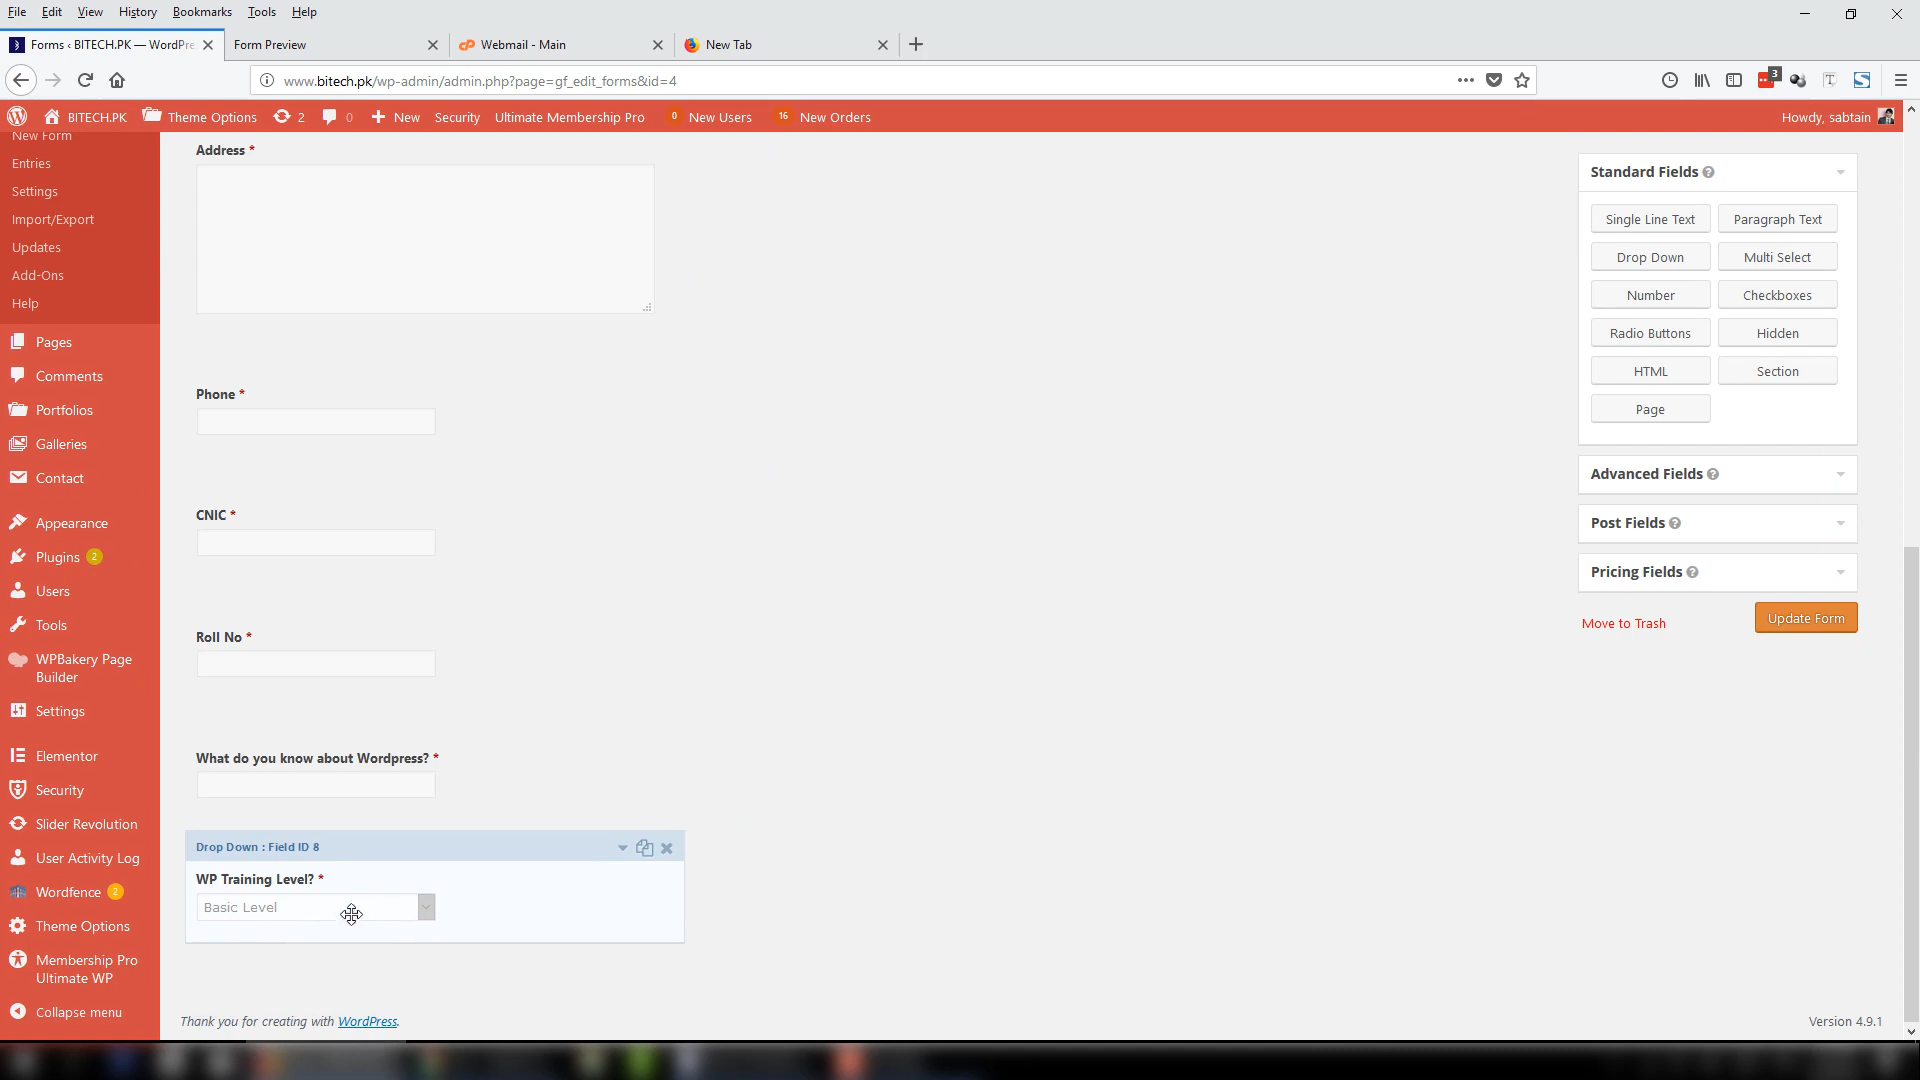 File Edit View History Bookmarks Tools Help
Forms ‹ BITECH.PK — WordPre
Form Preview
Webmail - Main
New Tab
www.bitech.pk/wp-admin/admin.php?page=gf_edit_forms&id=4
3
BITECH.PK Theme Options 2 0 New Security Ultimate Membership Pro 0 New Users 16 New Orders
Howdy, sabtain
New Form
Entries
Settings
Import/Export
Updates
Add-Ons
Help
Pages
Comments
Portfolios
Galleries
Contact
Appearance
Plugins 2
Users
Tools
WPBakery Page
Builder
Settings
Elementor
Security
Slider Revolution
User Activity Log
Wordfence 2
Theme Options
Membership Pro
Ultimate WP
Collapse menu
Address *
Phone *
CNIC *
Roll No *
What do you know about Wordpress? *
Drop Down : Field ID 8
WP Training Level? *
Basic Level
Thank you for creating with WordPress.
Version 4.9.1
Standard Fields
Single Line Text Paragraph Text
Drop Down Multi Select
Number Checkboxes
Radio Buttons Hidden
HTML Section
Page
Advanced Fields
Post Fields
Pricing Fields
Move to Trash
Update Form